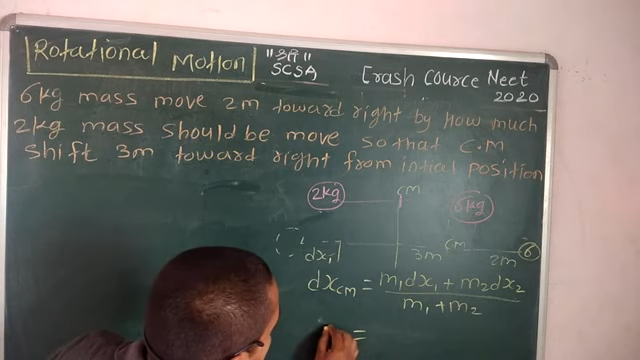 Rotational Motion
"श्री"
SCSA
Crash Cource Neet
2020
6kg mass move 2m toward right by how much
2kg mass should be move so that C.M
shift 3m toward right from intial position
2kg
CM
6kg
dx₁
3m
CM
2m
6
dx_CM = m₁dx₁ + m₂dx₂
m₁ + m₂
=